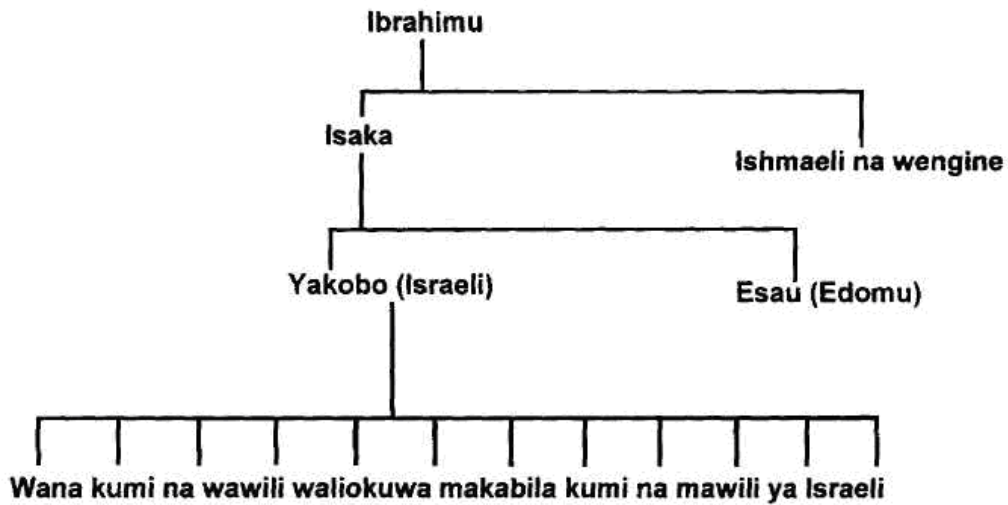 Ibrahimu
Isaka
Ishmaeli na wengine
Yakobo (Israeli)
Esau (Edomu)
Wana kumi na wawili waliokuwa makabila kumi na mawili ya Israeli